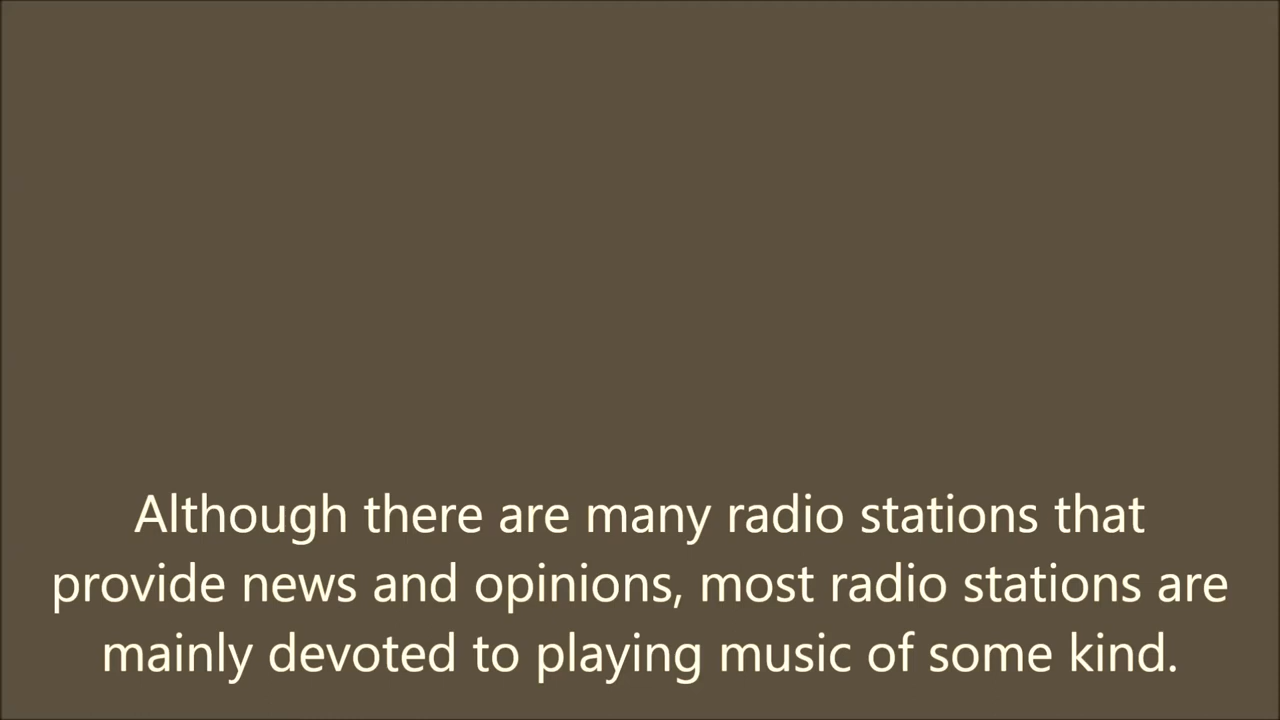 Although there are many radio stations that
provide news and opinions, most radio stations are
mainly devoted to playing music of some kind.